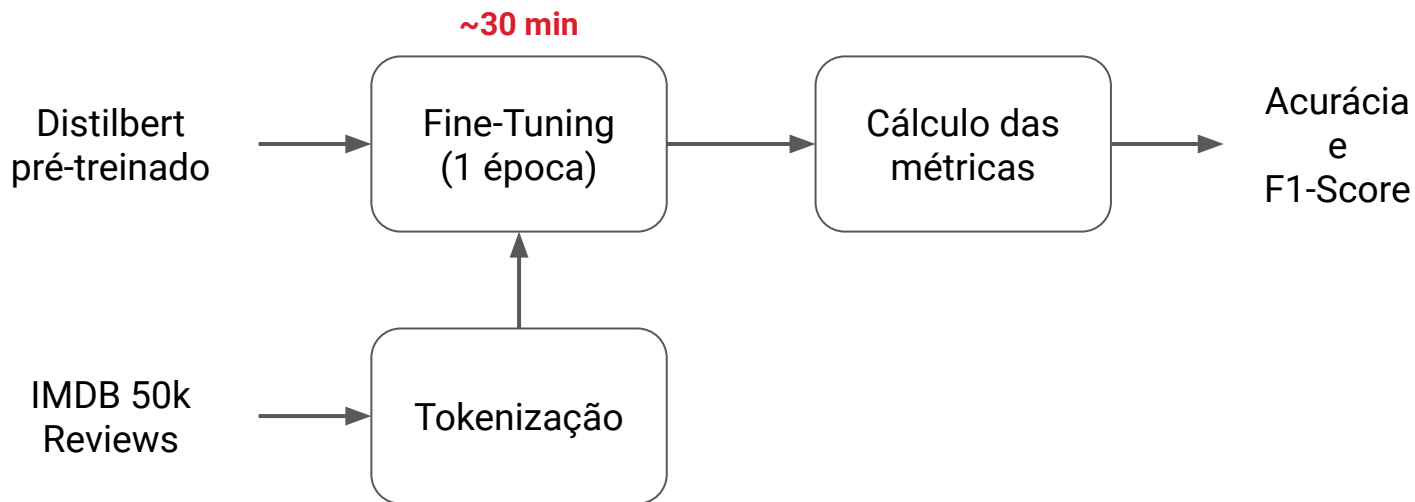 ~30 min
Distilbert
pré-treinado
Fine-Tuning
(1 época)
Cálculo das
métricas
Acurácia
e
F1-Score
IMDB 50k
Reviews
Tokenização